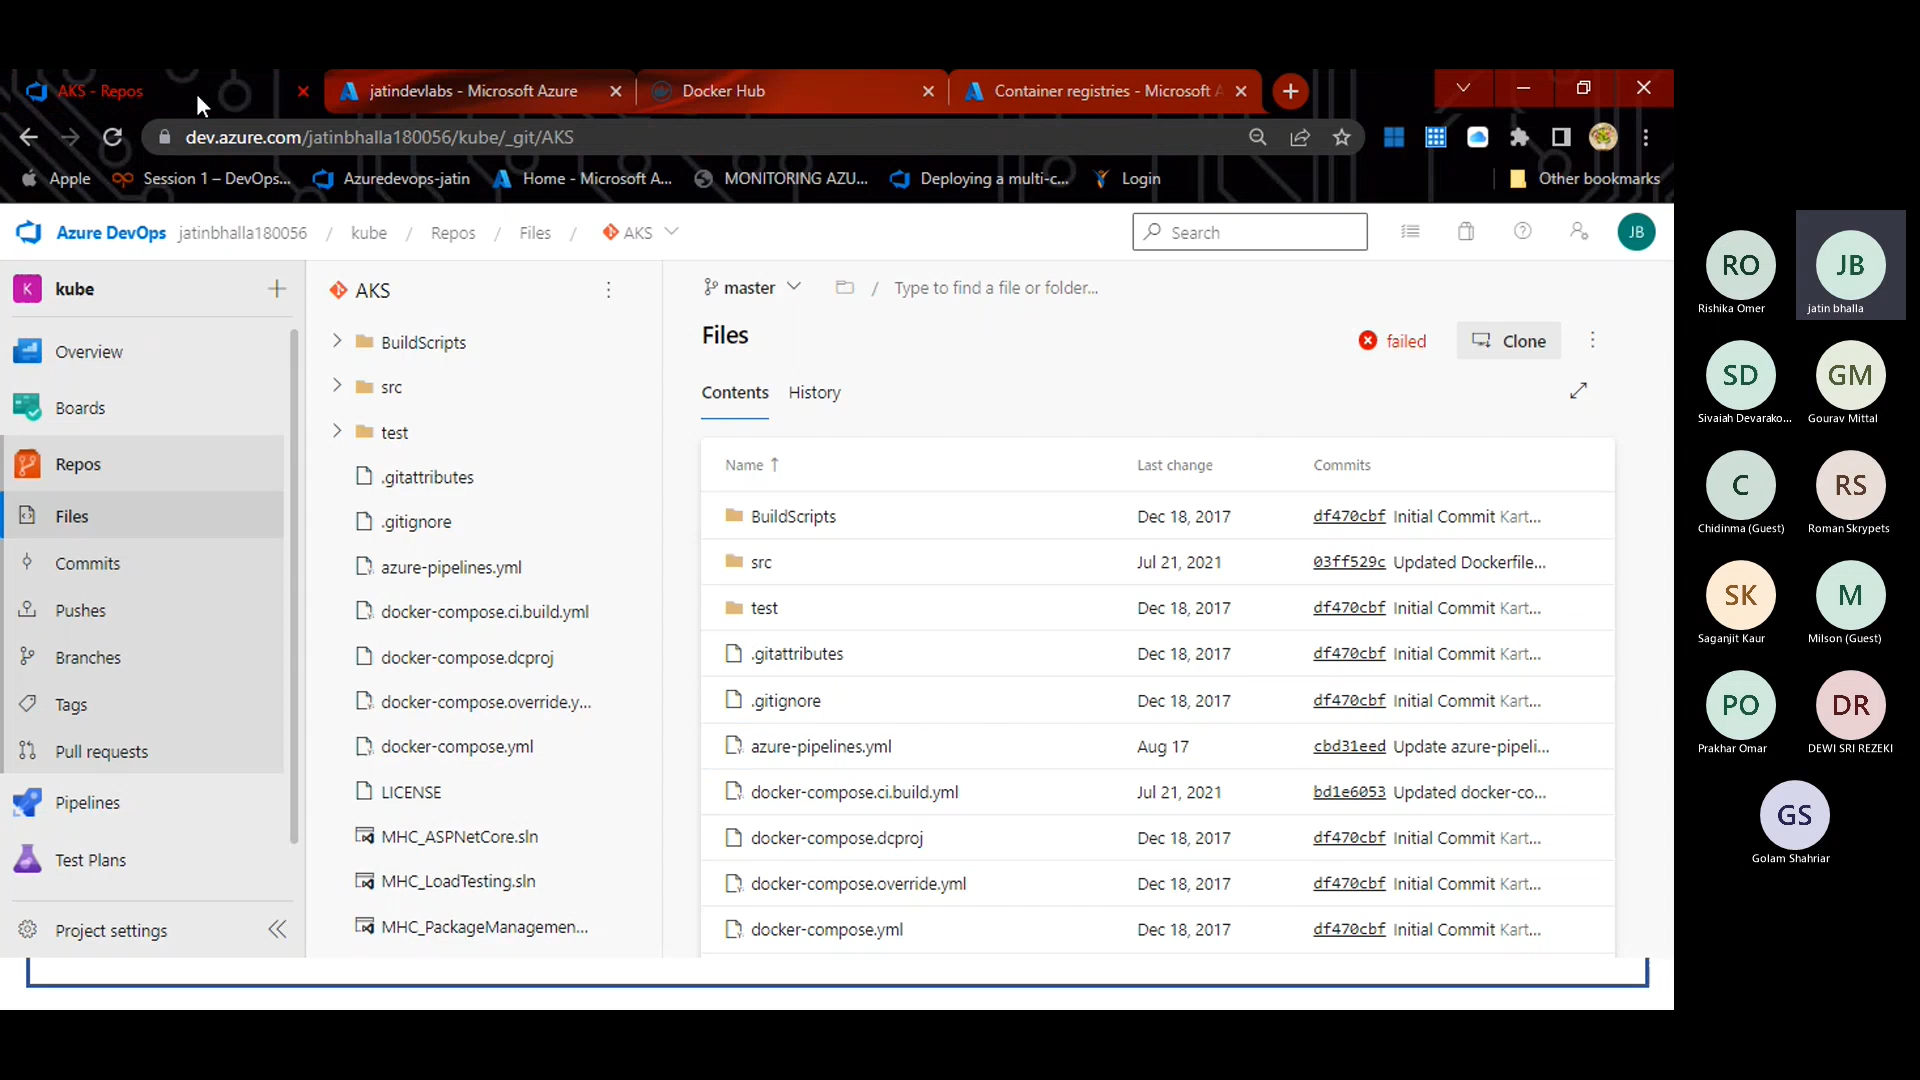 AKS - Repos
jatindevlabs - Microsoft Azure
Docker Hub
Container registries - Microsoft A
dev.azure.com/jatinbhalla180056/kube/_git/AKS
Apple
Session 1 – DevOps...
Azuredevops-jatin
Home - Microsoft A...
MONITORING AZU...
Deploying a multi-c...
Login
Other bookmarks
Azure DevOps jatinbhalla180056 / kube / Repos / Files / AKS
Search
JB
K kube
Overview
Boards
Repos
Files
Commits
Pushes
Branches
Tags
Pull requests
Pipelines
Test Plans
Project settings
AKS
BuildScripts
src
test
.gitattributes
.gitignore
azure-pipelines.yml
docker-compose.ci.build.yml
docker-compose.dcproj
docker-compose.override.y...
docker-compose.yml
LICENSE
MHC_ASPNetCore.sln
MHC_LoadTesting.sln
MHC_PackageManagemen...
master / Type to find a file or folder...
Files
failed
Clone
Contents History
Name Last change Commits
BuildScripts Dec 18, 2017 df470cbf Initial Commit Kart...
src Jul 21, 2021 03ff529c Updated Dockerfile...
test Dec 18, 2017 df470cbf Initial Commit Kart...
.gitattributes Dec 18, 2017 df470cbf Initial Commit Kart...
.gitignore Dec 18, 2017 df470cbf Initial Commit Kart...
azure-pipelines.yml Aug 17 cbd31eed Update azure-pipeli...
docker-compose.ci.build.yml Jul 21, 2021 bd1e6053 Updated docker-co...
docker-compose.dcproj Dec 18, 2017 df470cbf Initial Commit Kart...
docker-compose.override.yml Dec 18, 2017 df470cbf Initial Commit Kart...
docker-compose.yml Dec 18, 2017 df470cbf Initial Commit Kart...
RO
Rishika Omer
JB
jatin bhalla
SD
Sivaiah Devarako...
GM
Gourav Mittal
C
Chidinma (Guest)
RS
Roman Skrypets
SK
Saganjit Kaur
M
Milson (Guest)
PO
Prakhar Omar
DR
DEWI SRI REZEKI
GS
Golam Shahriar